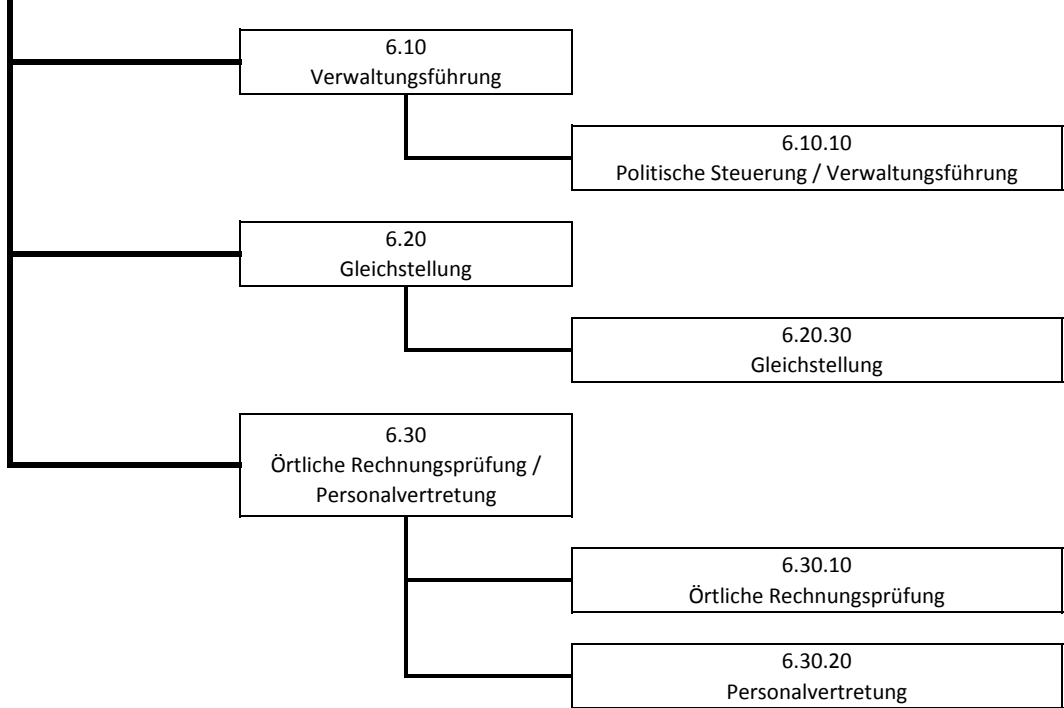 6.10
Verwaltungsführung
6.10.10
Politische Steuerung / Verwaltungsführung
6.20
Gleichstellung
6.20.30
Gleichstellung
6.30
Örtliche Rechnungsprüfung /
Personalvertretung
6.30.10
Örtliche Rechnungsprüfung
6.30.20
Personalvertretung